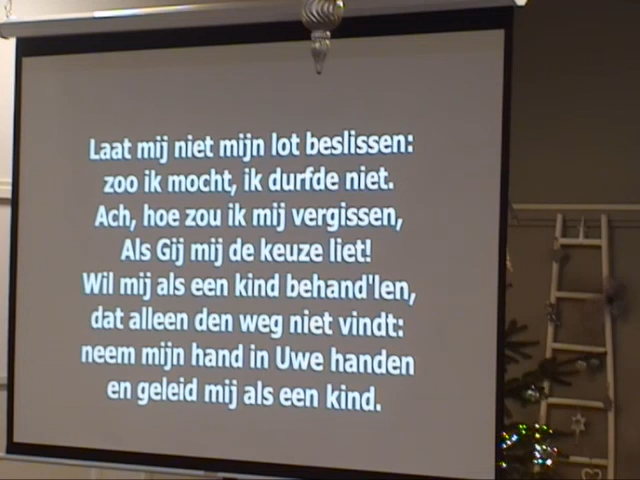 Laat mij niet mijn lot beslissen:
zoo ik mocht, ik durfde niet.
Ach, hoe zou ik mij vergissen,
Als Gij mij de keuze liet!
Wil mij als een kind behand'len,
dat alleen den weg niet vindt:
neem mijn hand in Uwe handen
en geleid mij als een kind.